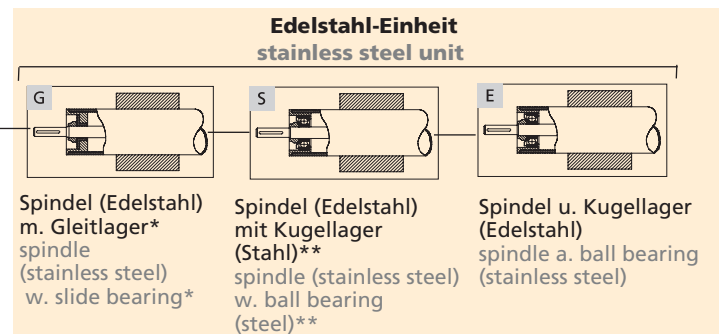 Edelstahl-Einheit
stainless steel unit
G
Spindel (Edelstahl)
m. Gleitlager*
spindle
(stainless steel)
w. slide bearing*
S
Spindel (Edelstahl)
mit Kugellager
(Stahl)**
spindle (stainless steel)
w. ball bearing
(steel)**
E
Spindel u. Kugellager
(Edelstahl)
spindle a. ball bearing
(stainless steel)